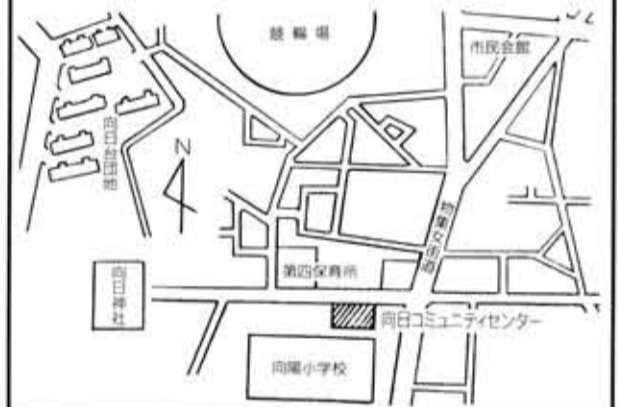 競輪場
市民会館
向日台団地
N
物集女街道
第四保育所
向日神社
向日コミュニティセンター
向陽小学校